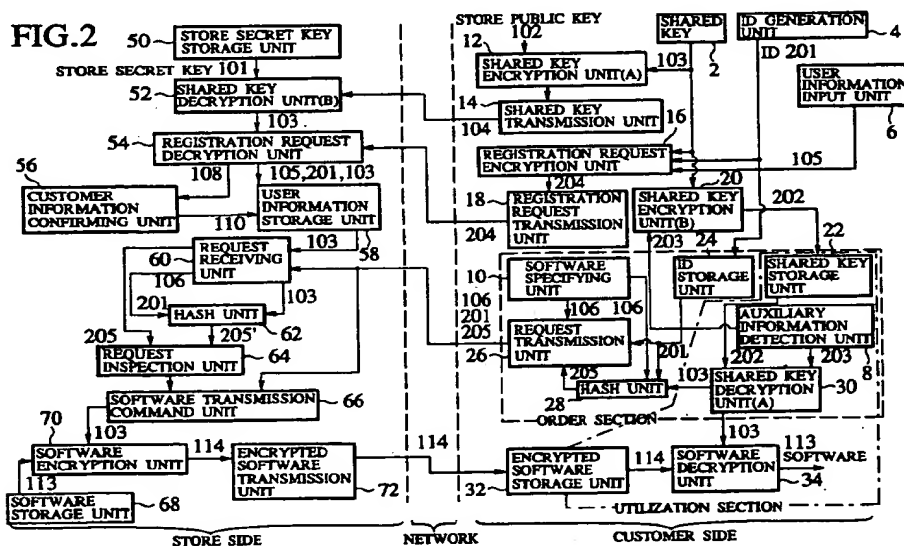 FIG.2
50
STORE SECRET KEY
STORAGE UNIT
STORE SECRET KEY
101
52
SHARED KEY
DECRYPTION UNIT(B)
103
54
REGISTRATION REQUEST
DECRYPTION UNIT
108
105,201,103
56
CUSTOMER
INFORMATION
CONFIRMING UNIT
110
USER
INFORMATION
STORAGE UNIT
58
103
60
REQUEST
RECEIVING
UNIT
106
201
103
HASH UNIT
62
205
205'
REQUEST
INSPECTION UNIT
64
SOFTWARE TRANSMISSION
COMMAND UNIT
66
70
103
SOFTWARE
ENCRYPTION UNIT
114
ENCRYPTED
SOFTWARE
TRANSMISSION
UNIT
72
113
SOFTWARE
STORAGE UNIT
68
STORE SIDE
NETWORK
CUSTOMER SIDE
STORE PUBLIC KEY
102
12
SHARED KEY
ENCRYPTION UNIT(A)
103
SHARED
KEY
2
ID GENERATION
UNIT
4
ID 201
USER
INFORMATION
INPUT UNIT
6
14
SHARED KEY
TRANSMISSION UNIT
104
16
REGISTRATION REQUEST
ENCRYPTION UNIT
105
204
18
REGISTRATION
REQUEST
TRANSMISSION
UNIT
204
20
SHARED KEY
ENCRYPTION
UNIT(B)
202
203
24
22
10
SOFTWARE
SPECIFYING
UNIT
ID STORAGE
UNIT
SHARED KEY
STORAGE
UNIT
106
201
205
106
106
AUXILIARY
INFORMATION
DETECTION UNIT
8
26
REQUEST
TRANSMISSION
UNIT
201
202
203
205
103
28
HASH UNIT
SHARED KEY
DECRYPTION
UNIT(A)
30
ORDER SECTION
103
114
32
ENCRYPTED
SOFTWARE
STORAGE UNIT
114
SOFTWARE
DECRYPTION
UNIT
34
113
SOFTWARE
UTILIZATION SECTION